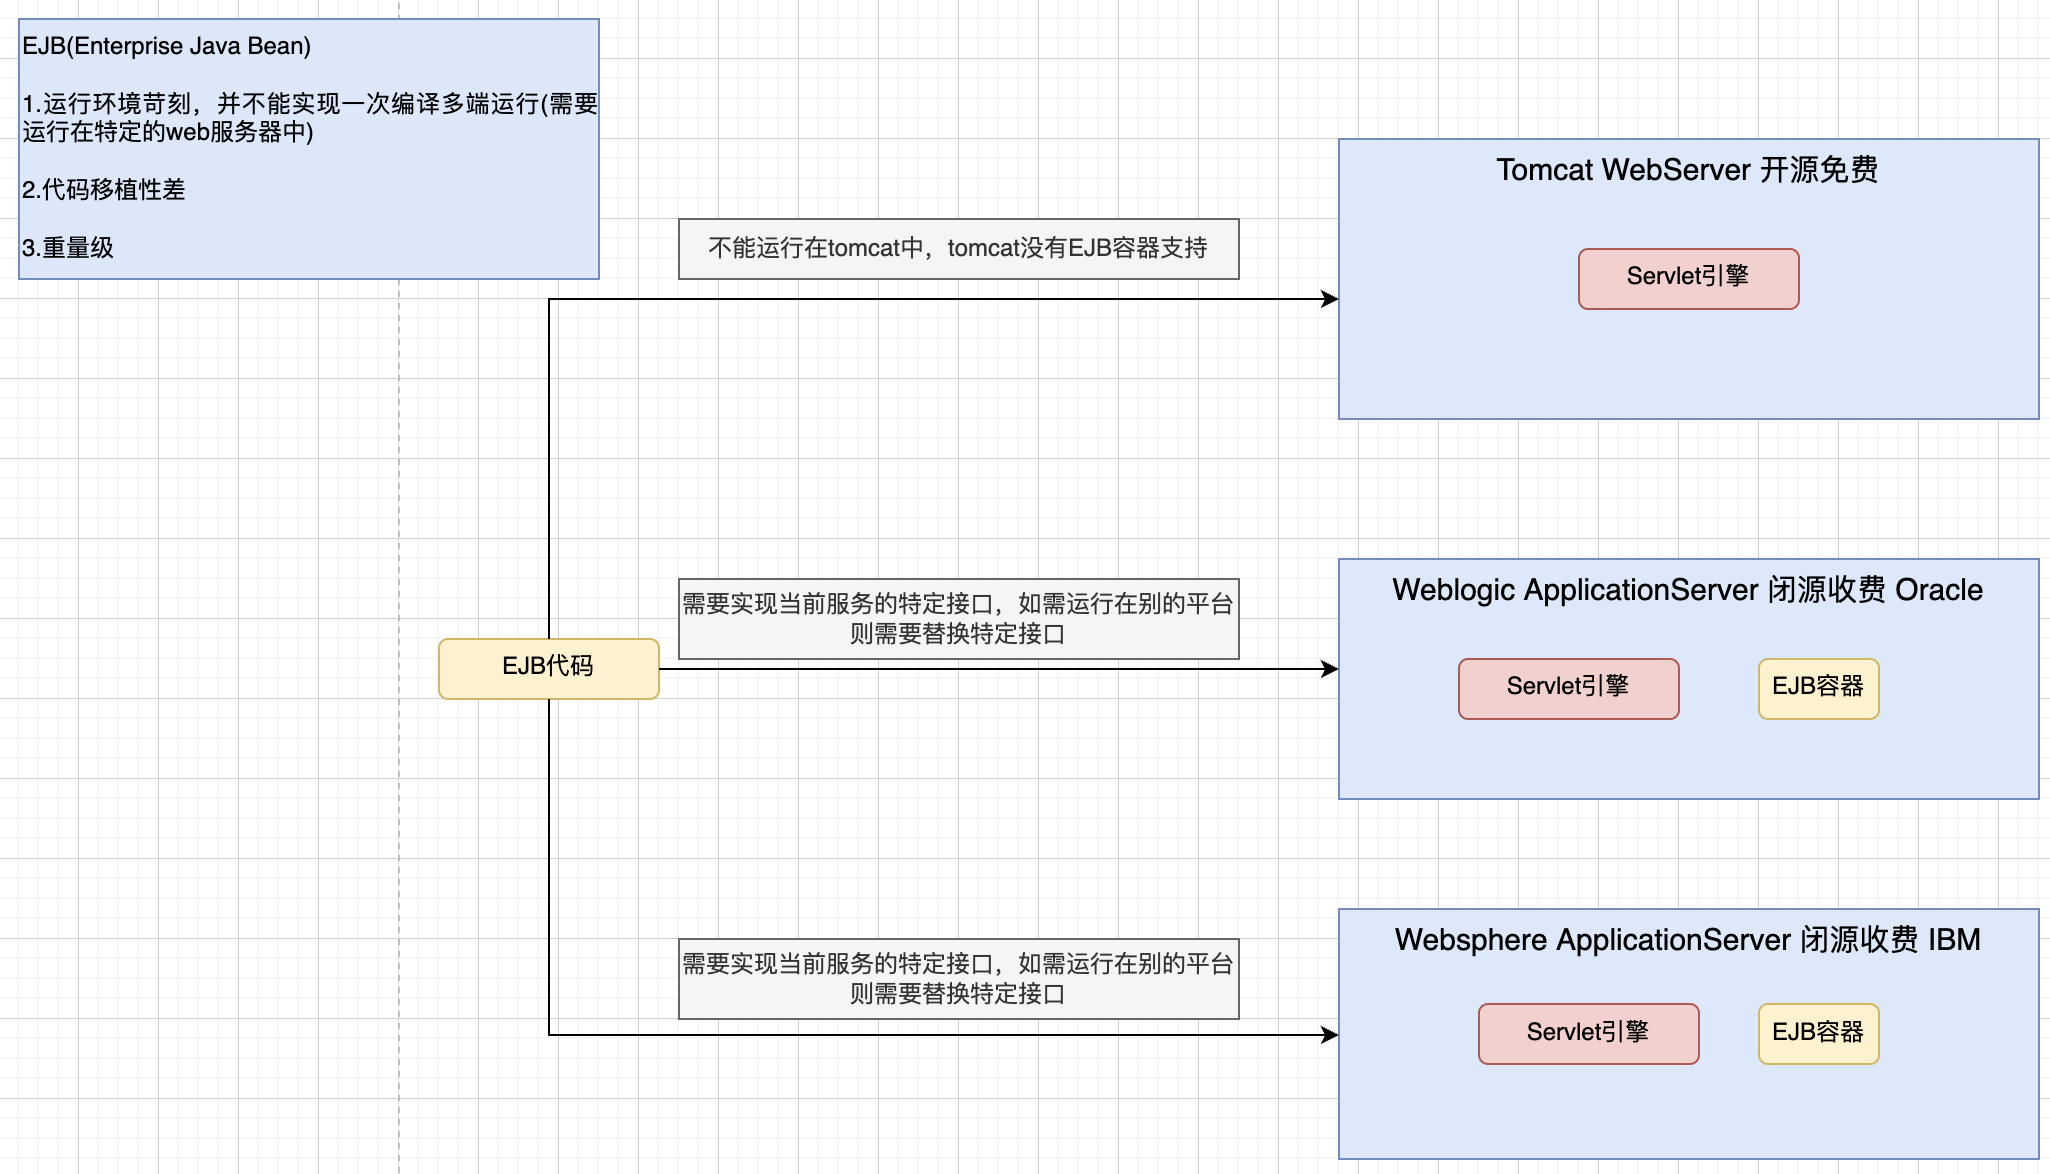 EJB(Enterprise Java Bean)
1.运行环境苛刻，并不能实现一次编译多端运行(需要
运行在特定的web服务器中)
2.代码移植性差
3.重量级
不能运行在tomcat中，tomcat没有EJB容器支持
Tomcat WebServer 开源免费
Servlet引擎
EJB代码
需要实现当前服务的特定接口，如需运行在别的平台
则需要替换特定接口
Weblogic ApplicationServer 闭源收费 Oracle
Servlet引擎
EJB容器
需要实现当前服务的特定接口，如需运行在别的平台
则需要替换特定接口
Websphere ApplicationServer 闭源收费 IBM
Servlet引擎
EJB容器